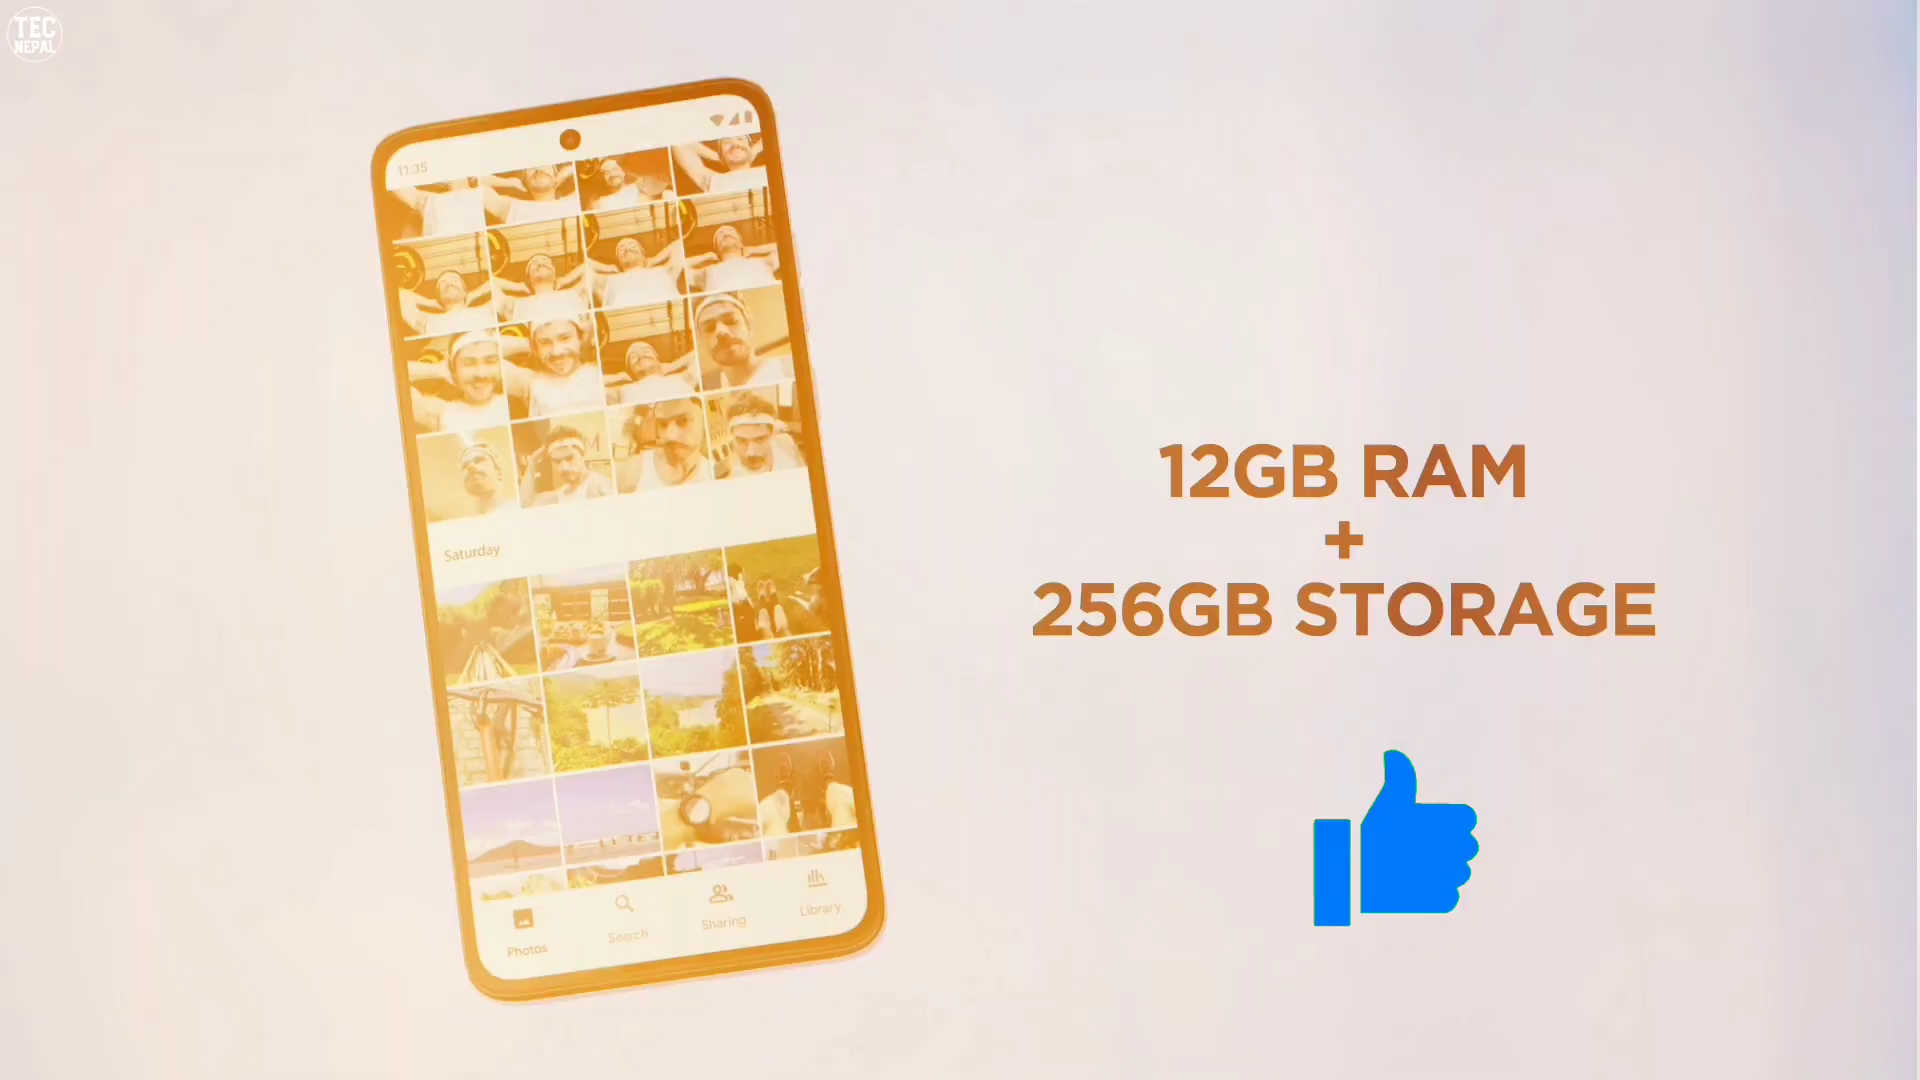 TEC
NEPAL
11:35
Saturday
Photos
Search
Sharing
Library
12GB RAM
+
256GB STORAGE